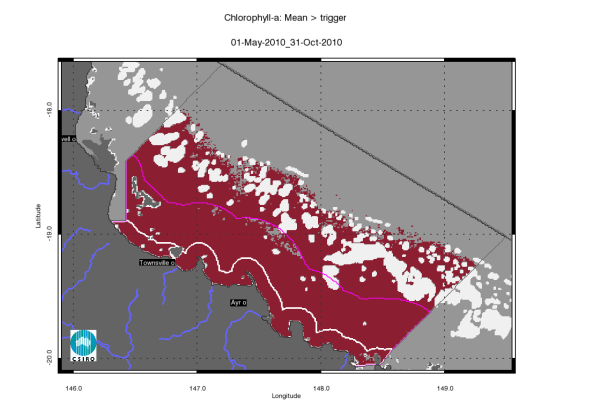 Chlorophyll-a: Mean > trigger
01-May-2010_31-Oct-2010
-18.0
well o
-19.0
Latitude
Townsville o
Ayr o
CSIRO
-20.0
146.0 147.0 148.0 149.0
Longitude